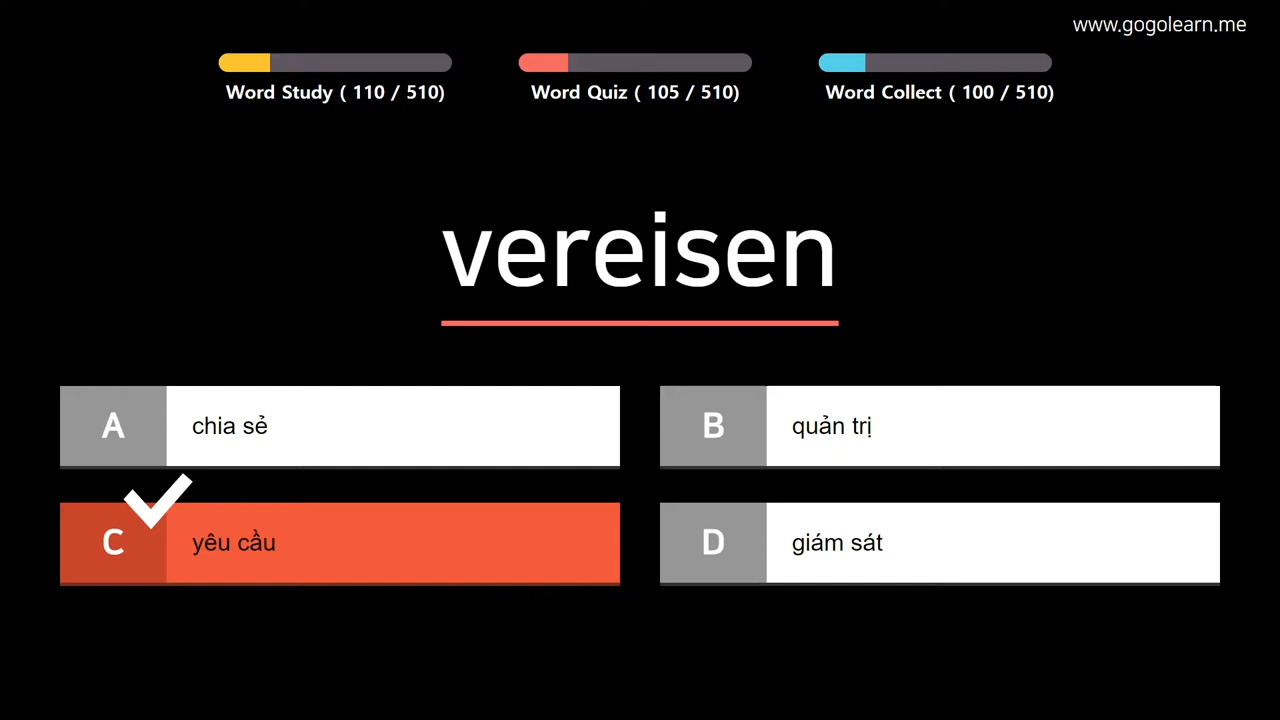 www.gogolearn.me
Word Study ( 110 / 510)
Word Quiz ( 105 / 510)
Word Collect ( 100 / 510)
vereisen
A chia sẻ
B quản trị
C yêu cầu
D giám sát